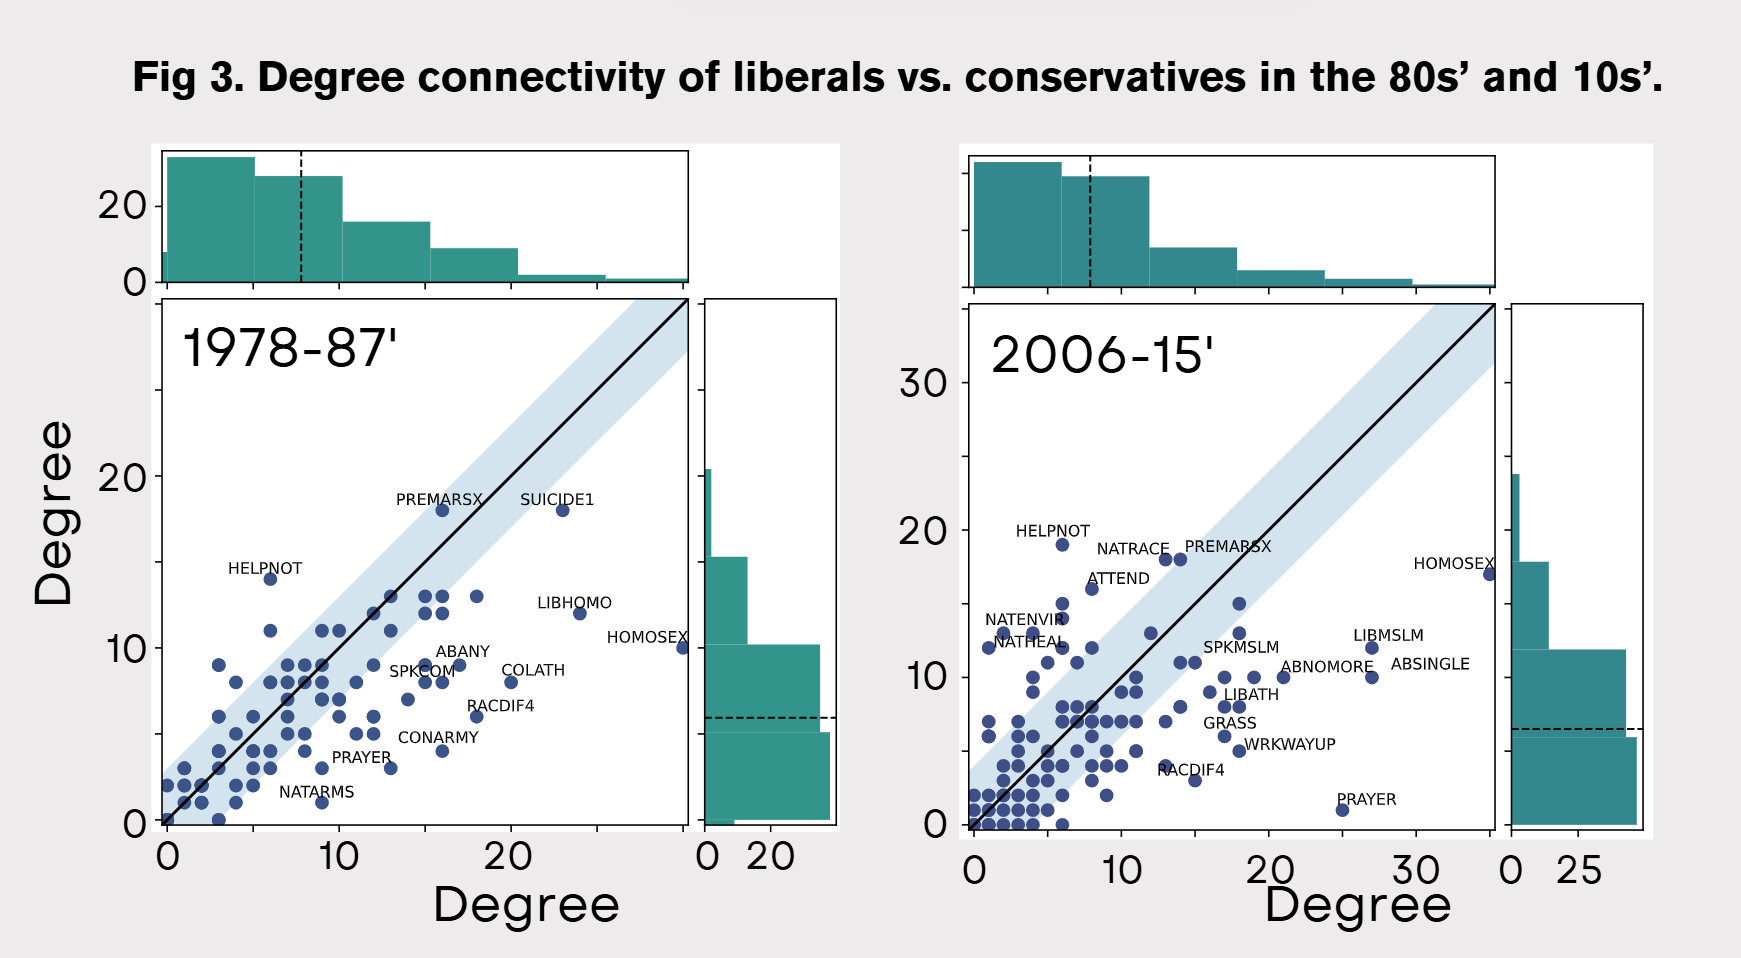 Fig 3. Degree connectivity of liberals vs. conservatives in the 80s’ and 10s’.
20
0
1978-87'
Degree
20
10
0
PREMARSX
SUICIDE1
HELPNOT
LIBHOMO
HOMOSEX
ABANY
SPKCOM
COLATH
RACDIF4
CONARMY
PRAYER
NATARMS
0
10
20
0
20
Degree
2006-15'
30
20
10
0
HELPNOT
NATRACE
PREMARSX
HOMOSEX
ATTEND
NATENVIR
NATHEAL
SPKMSLM
LIBMSLM
ABNOMORE
ABSINGLE
LIBATH
GRASS
WRKWAYUP
RACDIF4
PRAYER
0
10
20
30
0
25
Degree